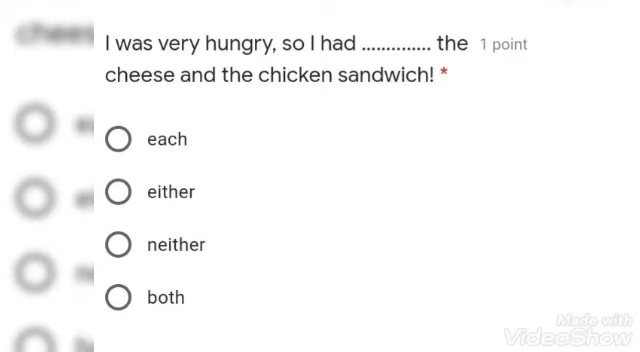 I was very hungry, so I had .............. the 1 point
cheese and the chicken sandwich! *
each
either
neither
both
Made with
VideoShow